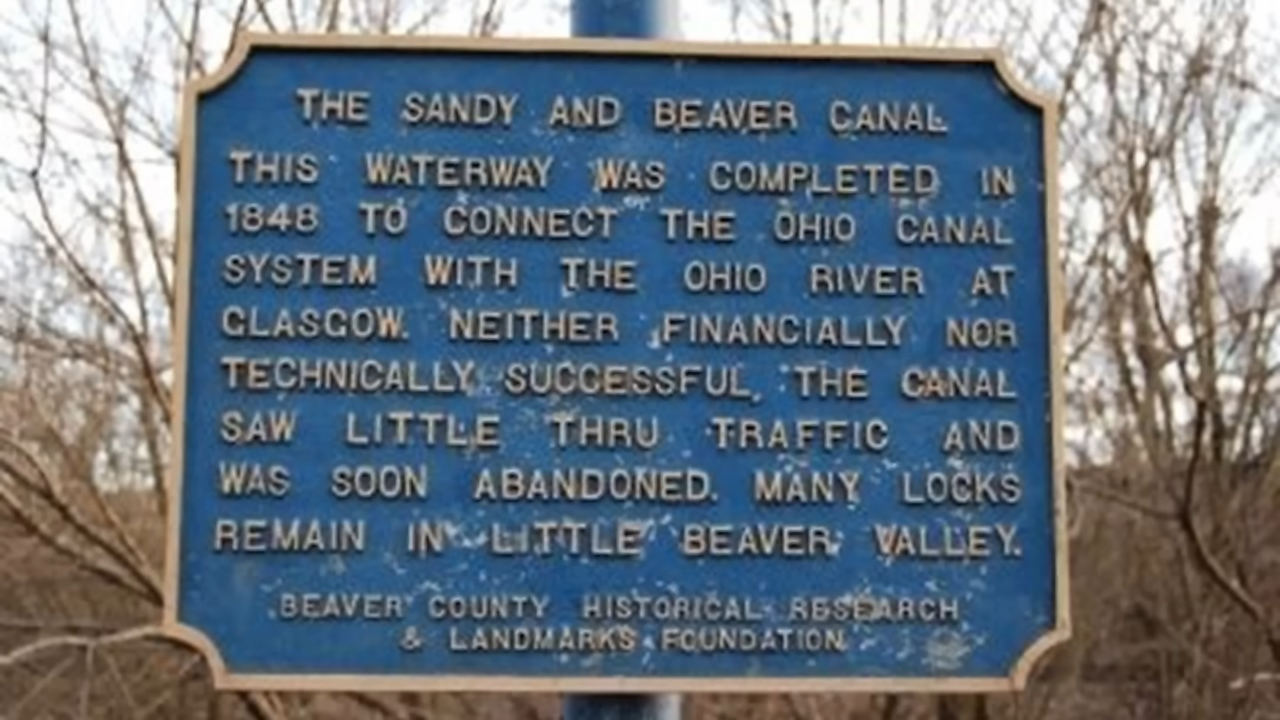 THE SANDY AND BEAVER CANAL
THIS WATERWAY WAS COMPLETED IN
1848 TO CONNECT THE OHIO CANAL
SYSTEM WITH THE OHIO RIVER AT
GLASGOW. NEITHER FINANCIALLY NOR
TECHNICALLY SUCCESSFUL, THE CANAL
SAW LITTLE THRU TRAFFIC AND
WAS SOON ABANDONED. MANY LOCKS
REMAIN IN LITTLE BEAVER VALLEY.
BEAVER COUNTY HISTORICAL RESEARCH
& LANDMARKS FOUNDATION